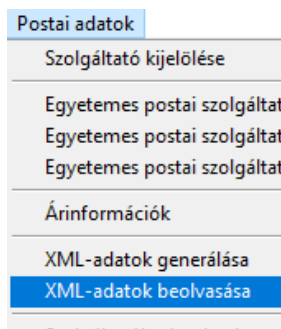 Postai adatok
Szolgáltató kijelölése
Egyetemes postai szolgáltat
Egyetemes postai szolgáltat
Egyetemes postai szolgáltat
Árinformációk
XML-adatok generálása
XML-adatok beolvasása